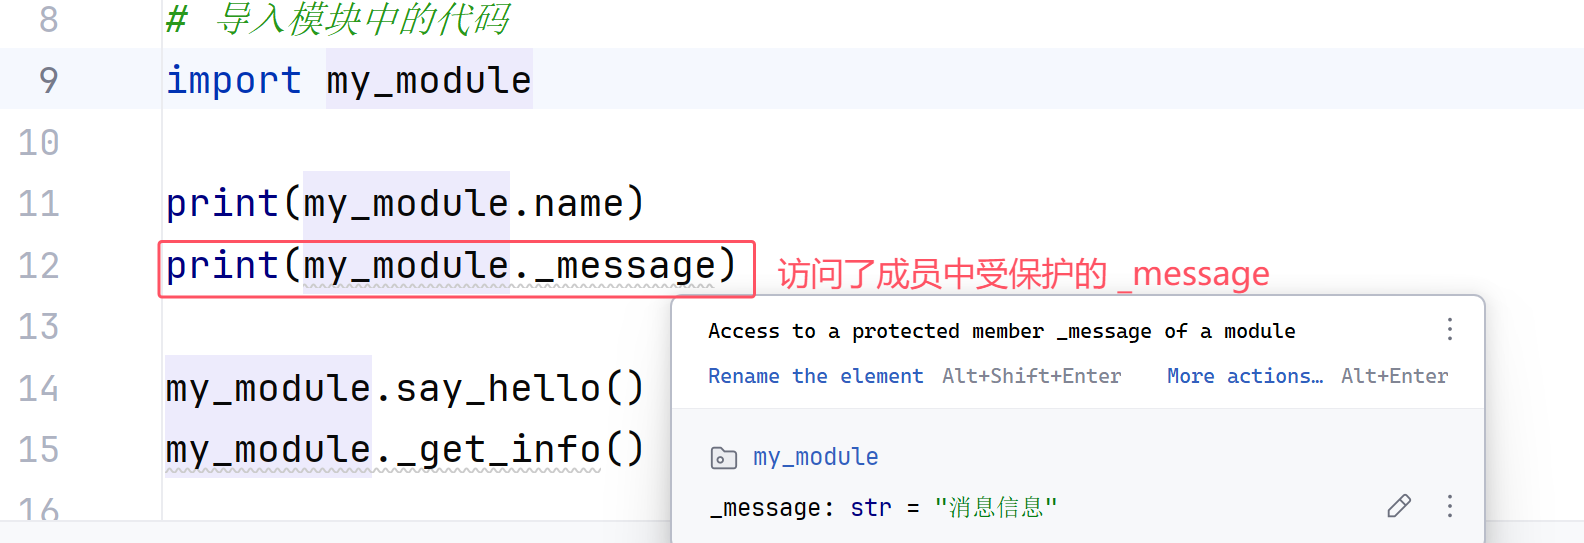 8 # 导入模块中的代码
9 import my_module
10
11 print(my_module.name)
12 print(my_module._message) 访问了成员中受保护的 _message
Access to a protected member _message of a module
13
Rename the element Alt+Shift+Enter More actions… Alt+Enter
14 my_module.say_hello()
15 my_module._get_info()
my_module
16
_message: str = "消息信息"